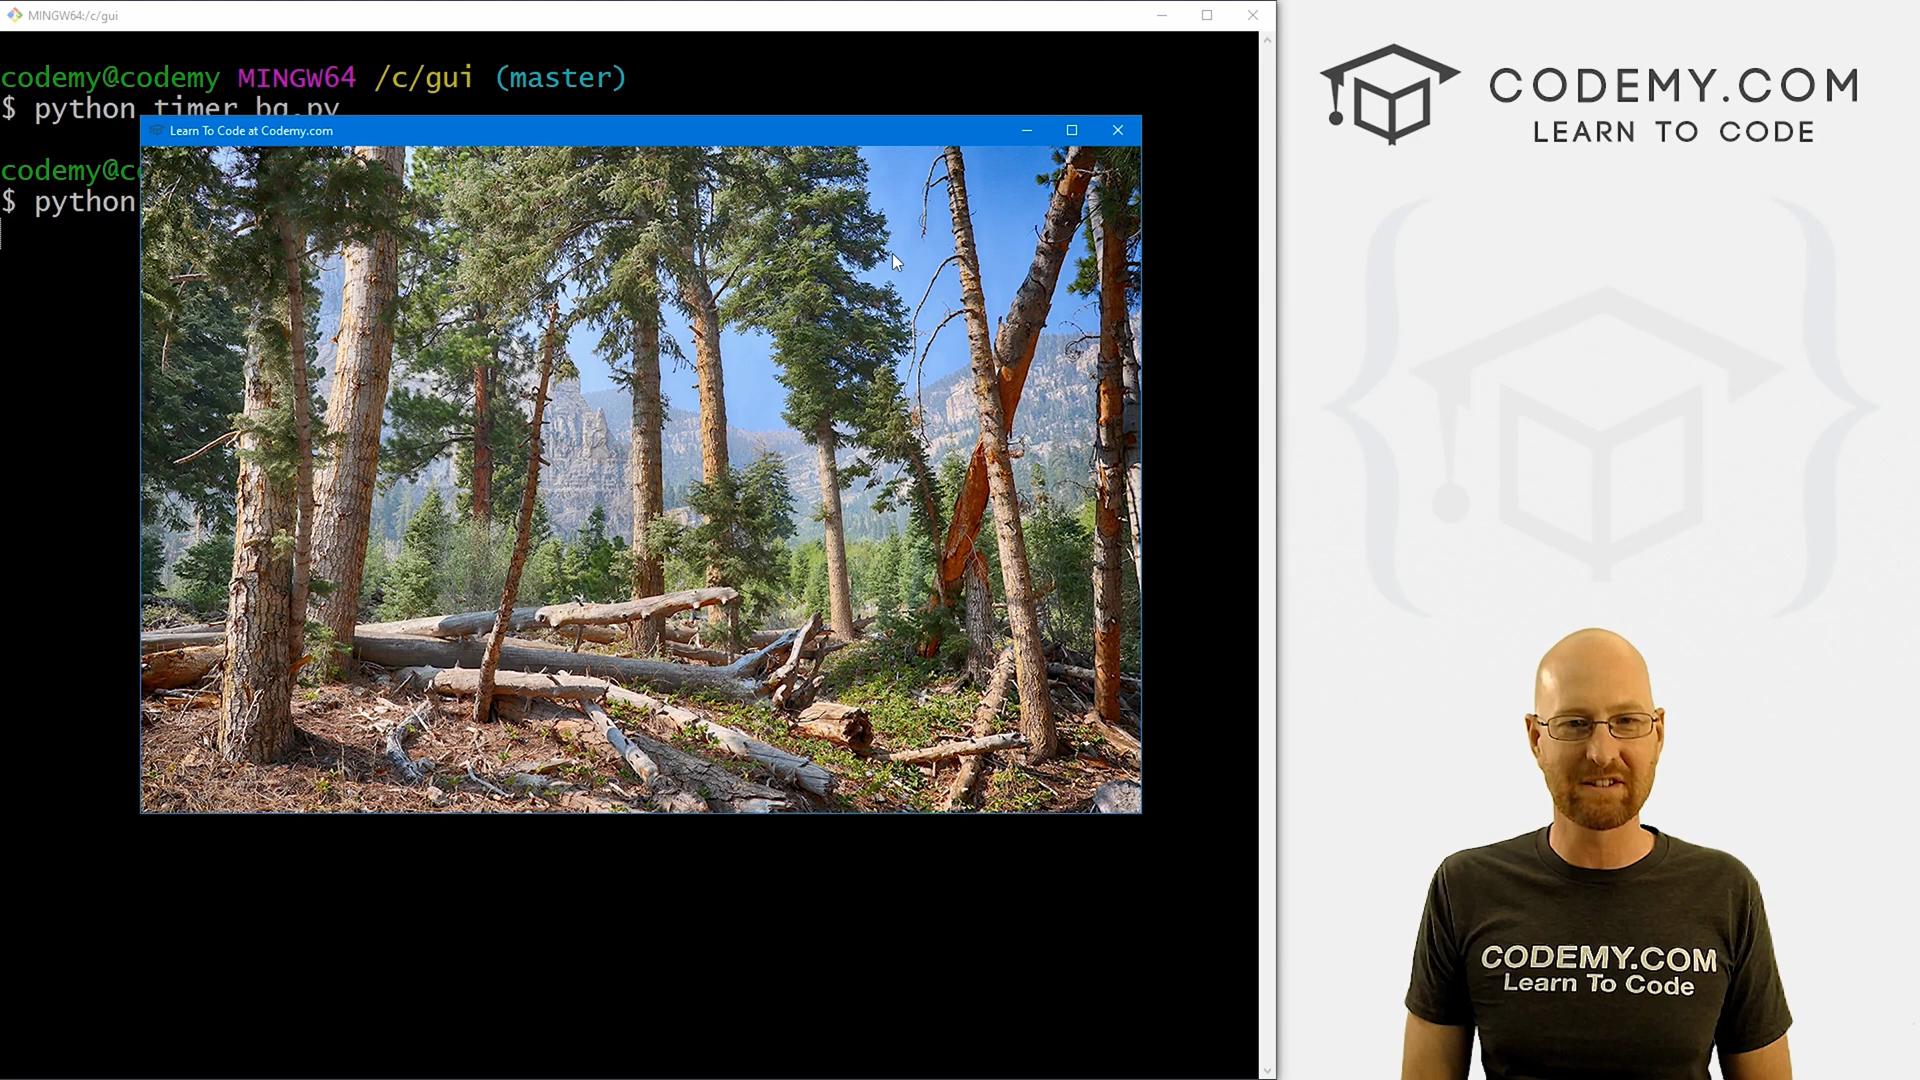 MINGW64:/c/gui
codemy@codemy MINGW64 /c/gui (master)
$ python timer_bg.py
Learn To Code at Codemy.com
codemy@c
$ python
CODEMY.COM
LEARN TO CODE
CODEMY.COM
Learn To Code